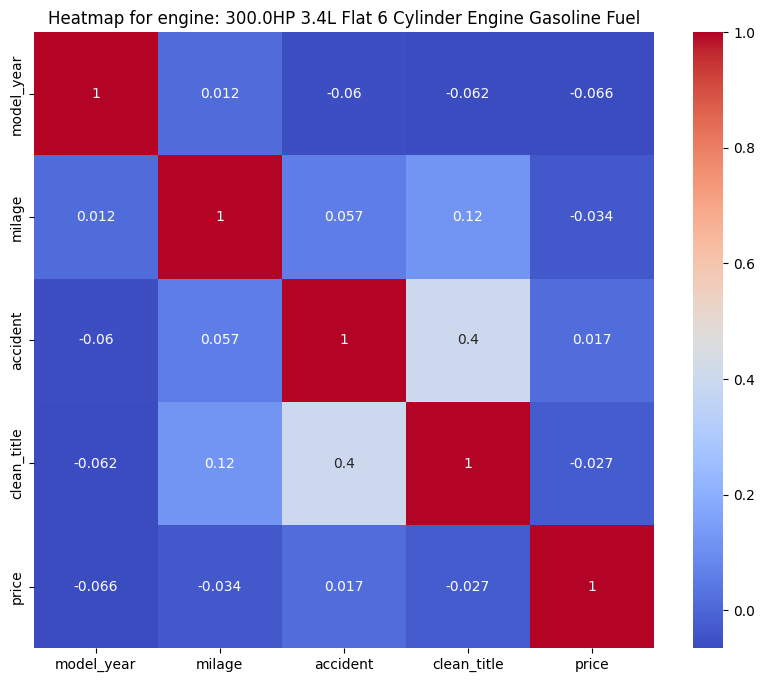 Heatmap for engine: 300.0HP 3.4L Flat 6 Cylinder Engine Gasoline Fuel
model_year 1 0.012 -0.06 -0.062 -0.066
milage 0.012 1 0.057 0.12 -0.034
accident -0.06 0.057 1 0.4 0.017
clean_title -0.062 0.12 0.4 1 -0.027
price -0.066 -0.034 0.017 -0.027 1
model_year milage accident clean_title price
1.0
0.8
0.6
0.4
0.2
0.0